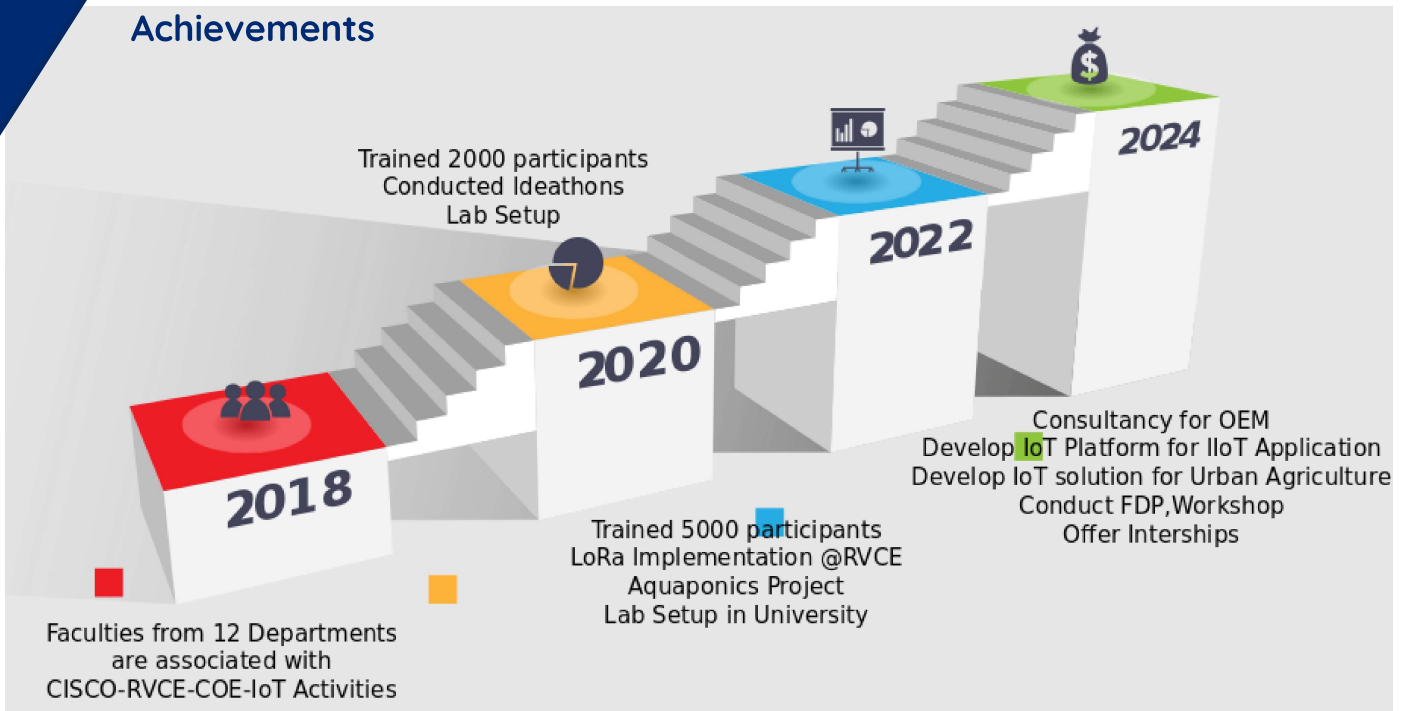 Achievements
2018
Faculties from 12 Departments
are associated with
CISCO-RVCE-COE-IoT Activities
2020
Trained 2000 participants
Conducted Ideathons
Lab Setup
2022
Trained 5000 participants
LoRa Implementation @RVCE
Aquaponics Project
Lab Setup in University
2024
$
Consultancy for OEM
Develop IoT Platform for IIoT Application
Develop IoT solution for Urban Agriculture
Conduct FDP,Workshop
Offer Interships